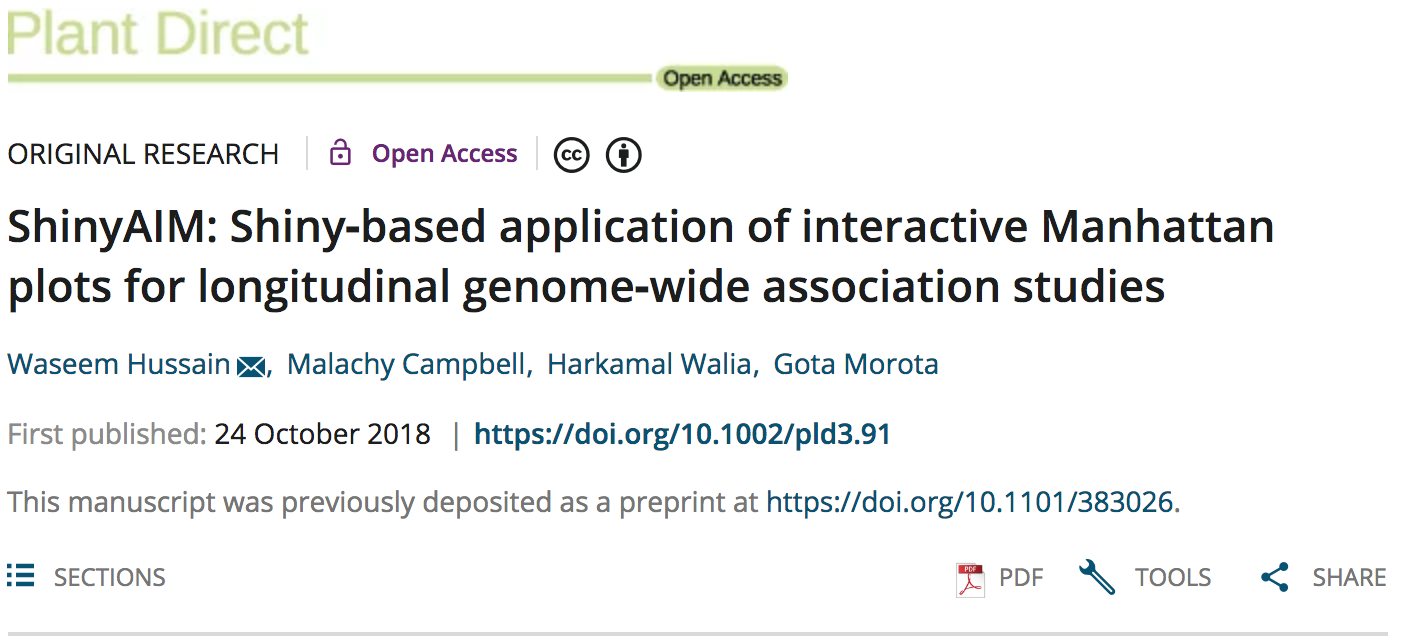 Plant Direct
Open Access
ORIGINAL RESEARCH | Open Access cc
ShinyAIM: Shiny-based application of interactive Manhattan
plots for longitudinal genome-wide association studies
Waseem Hussain, Malachy Campbell, Harkamal Walia, Gota Morota
First published: 24 October 2018 | https://doi.org/10.1002/pld3.91
This manuscript was previously deposited as a preprint at https://doi.org/10.1101/383026.
SECTIONS PDF PDF TOOLS SHARE